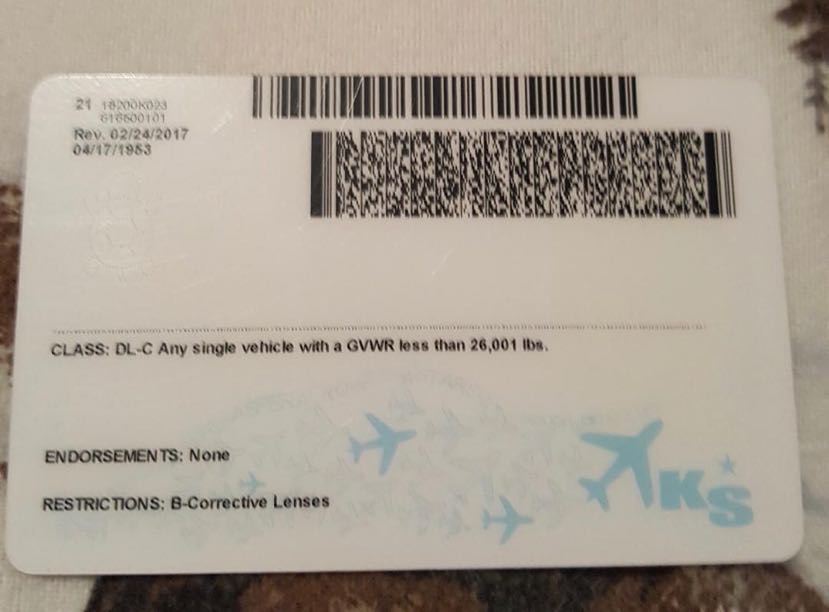 21 16200K023
616600101
Rev. 02/24/2017
04/17/1953
CLASS: DL-C Any single vehicle with a GVWR less than 26,001 lbs.
ENDORSEMENTS: None
RESTRICTIONS: B-Corrective Lenses
KS